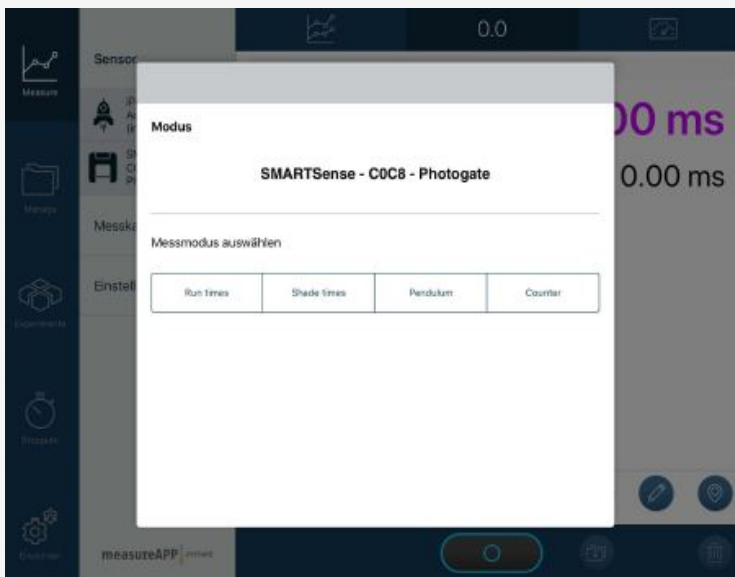 0.0
Sensor
Measure
Modus
00 ms
SMARTSense - C0C8 - Photogate
0.00 ms
Messka
Messmodus auswählen
Einstell
Run times
Shade times
Pendulum
Counter
measureAPP